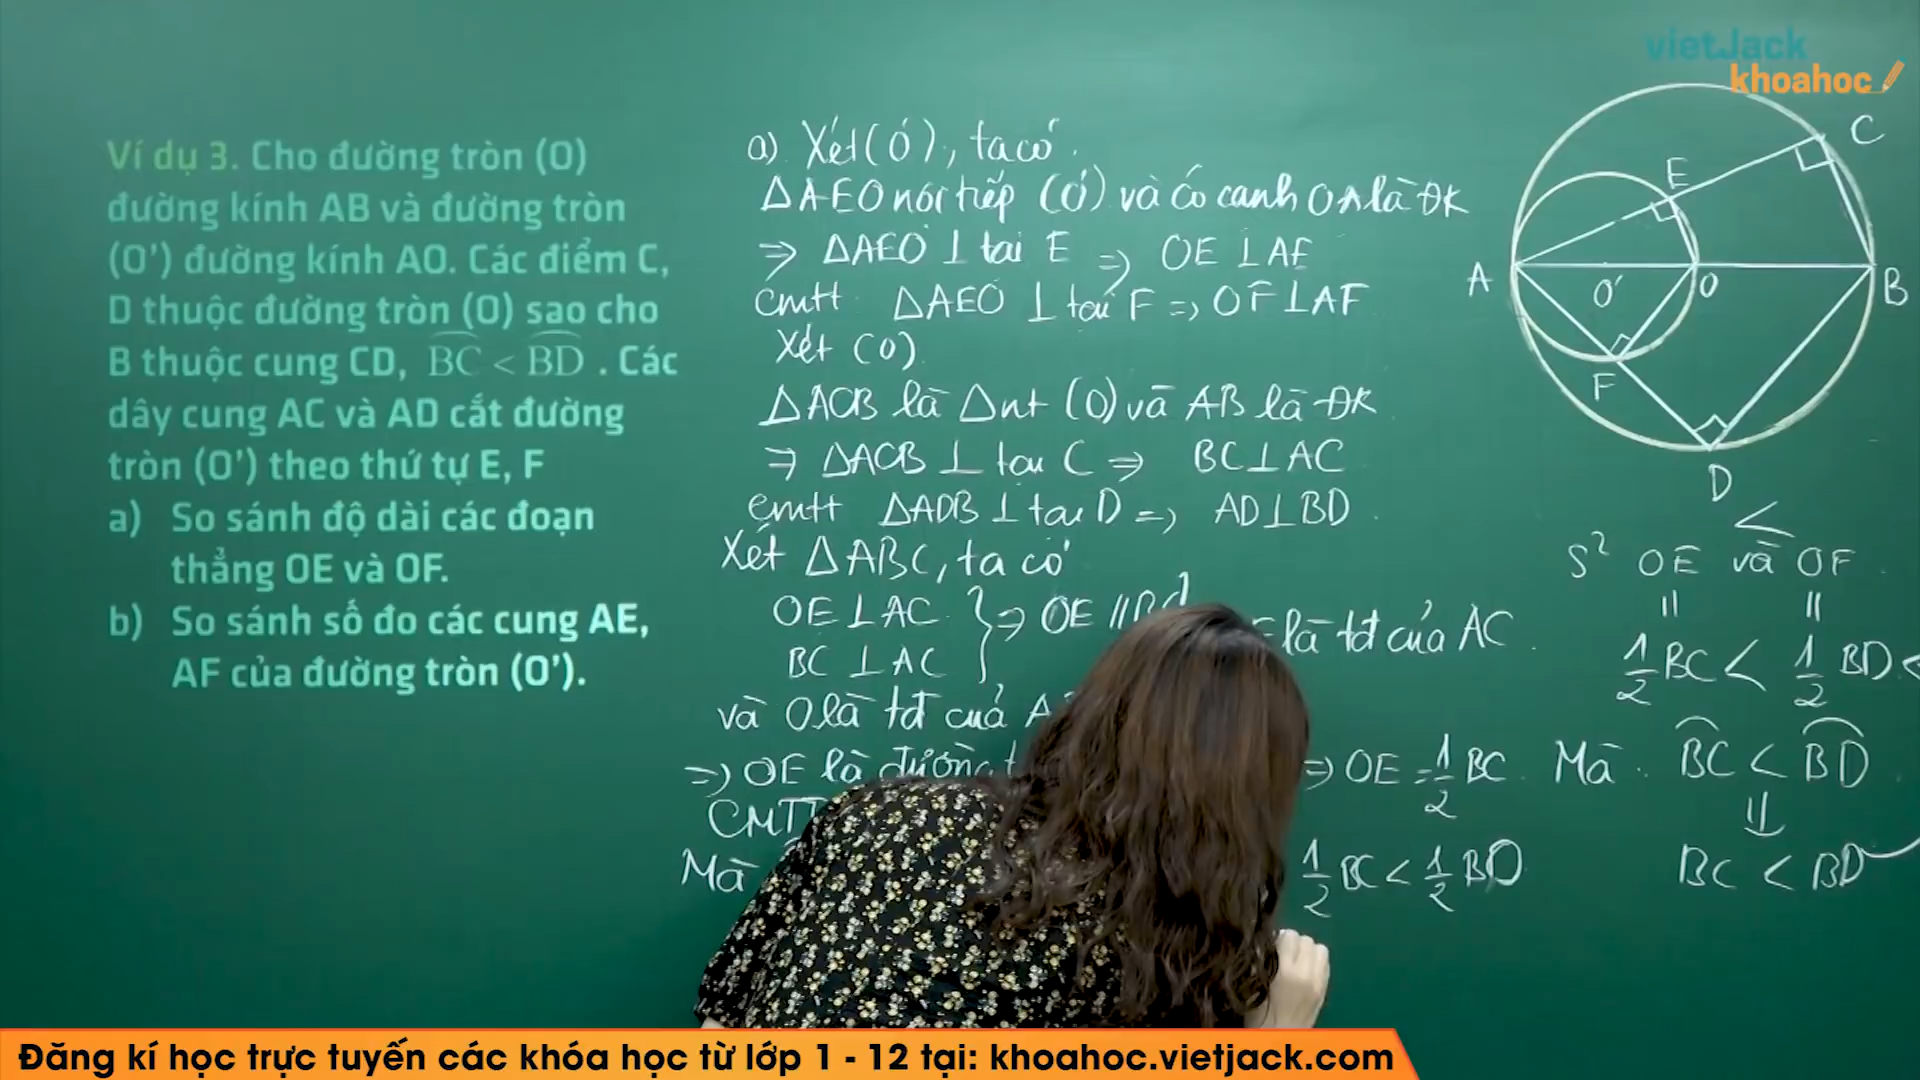 vietJack
khoahoc
Ví dụ 3. Cho đường tròn (O)
đường kính AB và đường tròn
(O') đường kính AO. Các điểm C,
D thuộc đường tròn (O) sao cho
B thuộc cung CD, BC < BD . Các
dây cung AC và AD cắt đường
tròn (O') theo thứ tự E, F
a) So sánh độ dài các đoạn
thẳng OE và OF.
b) So sánh số đo các cung AE,
AF của đường tròn (O').
a) Xét (O'), ta có
ΔAEO nội tiếp (O') và có cạnh OA là ĐK
=> ΔAEO ⊥ tại E => OE ⊥ AE
cmtt ΔAEO ⊥ tại F => OF ⊥ AF
Xét (O)
ΔACB là Δnt (O) và AB là ĐK
=> ΔACB ⊥ tại C => BC ⊥ AC
cmtt ΔADB ⊥ tại D => AD ⊥ BD
Xét ΔABC, ta có
OE ⊥ AC } => OE //
BC ⊥ AC
là tđ của AC
và O là tđ của
=> OE là đường
=> OE = 1/2 BC
CMTT
Mà
1/2 BC < 1/2 BD
C
E
A
O'
O
B
F
D
<
S² OE và OF
= =
1/2 BC < 1/2 BD <
Mà BC < BD
⇓
BC < BD
Đăng kí học trực tuyến các khóa học từ lớp 1 - 12 tại: khoahoc.vietjack.com